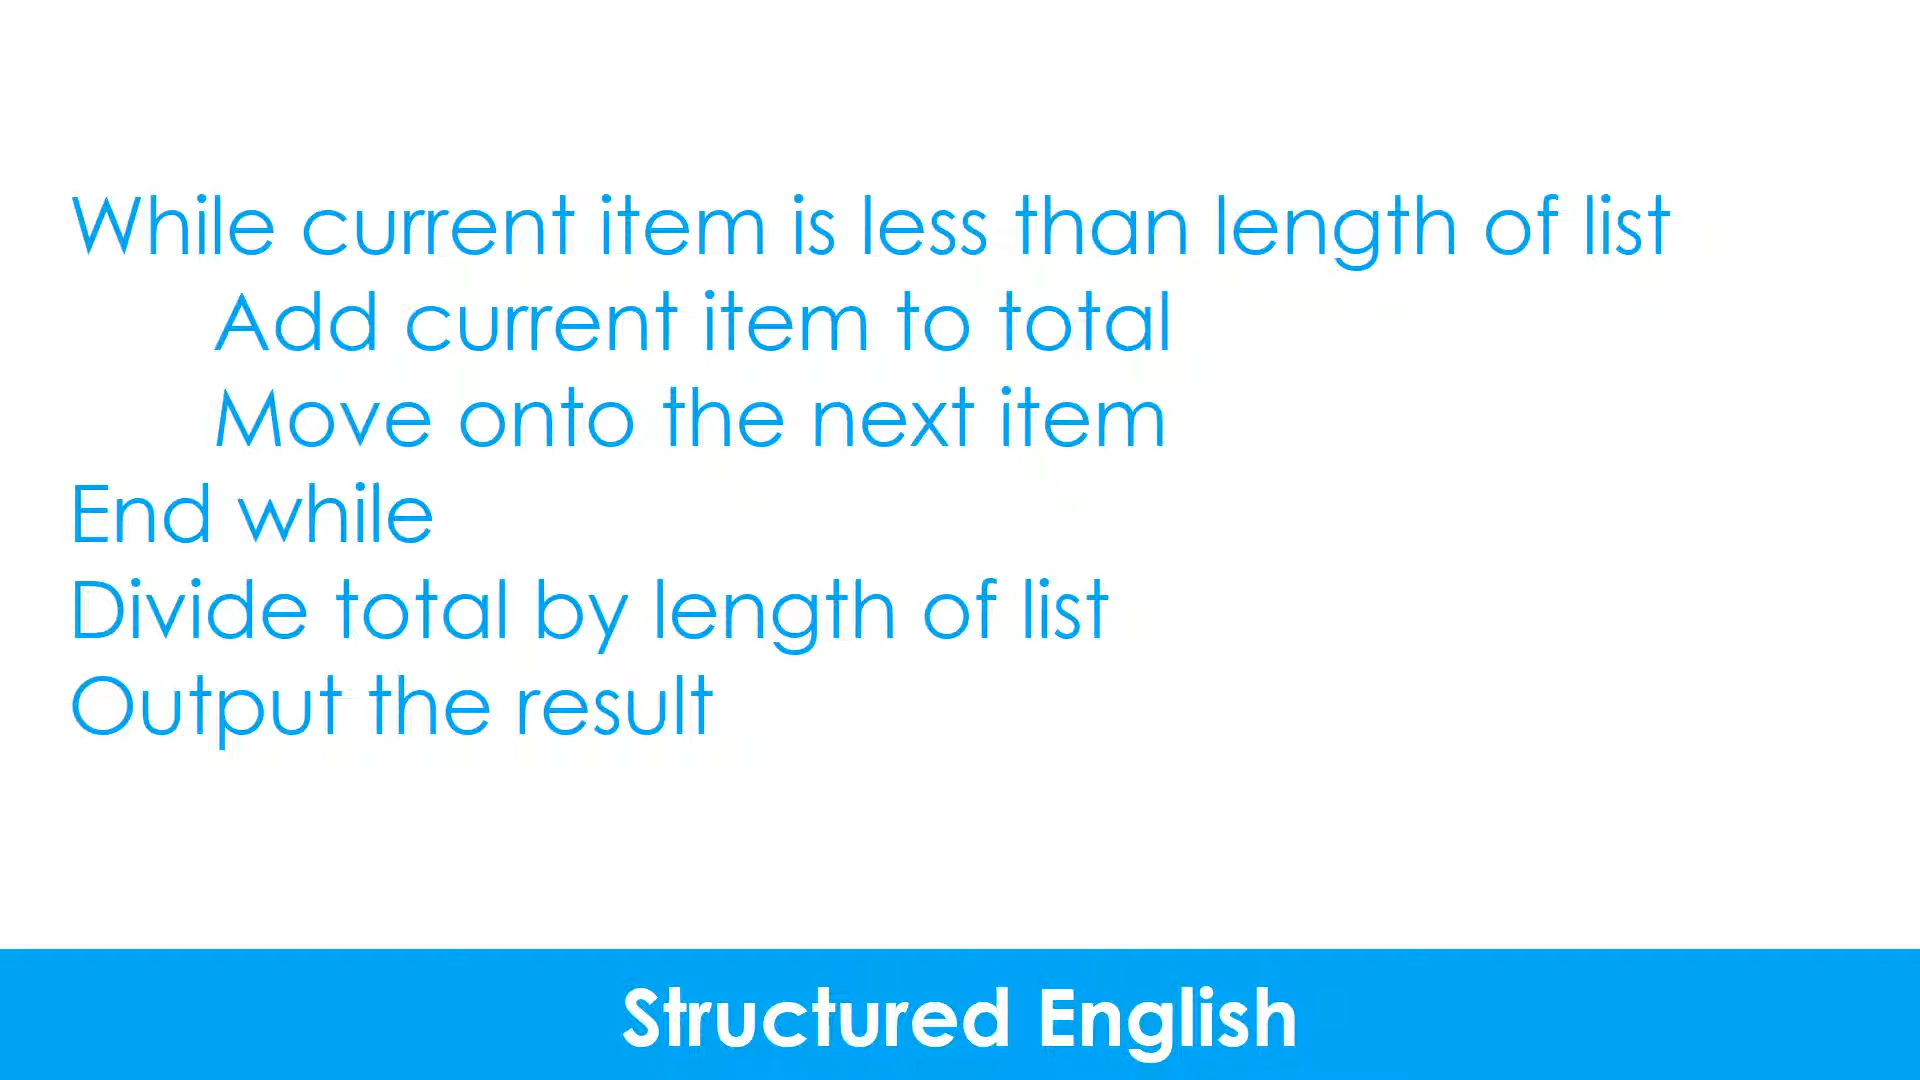 While current item is less than length of list
Add current item to total
Move onto the next item
End while
Divide total by length of list
Output the result
Structured English